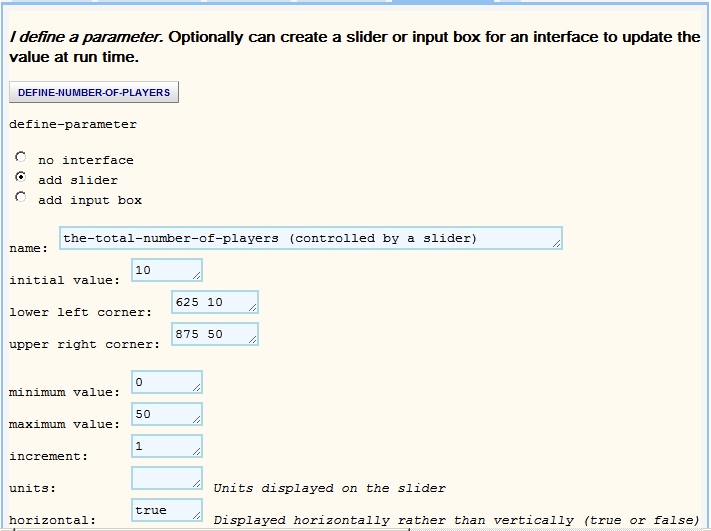 I define a parameter. Optionally can create a slider or input box for an interface to update the
value at run time.
DEFINE-NUMBER-OF-PLAYERS
define-parameter
no interface
add slider
add input box
name: the-total-number-of-players (controlled by a slider)
initial value: 10
lower left corner: 625 10
upper right corner: 875 50
minimum value: 0
maximum value: 50
increment: 1
units: Units displayed on the slider
horizontal: true Displayed horizontally rather than vertically (true or false)